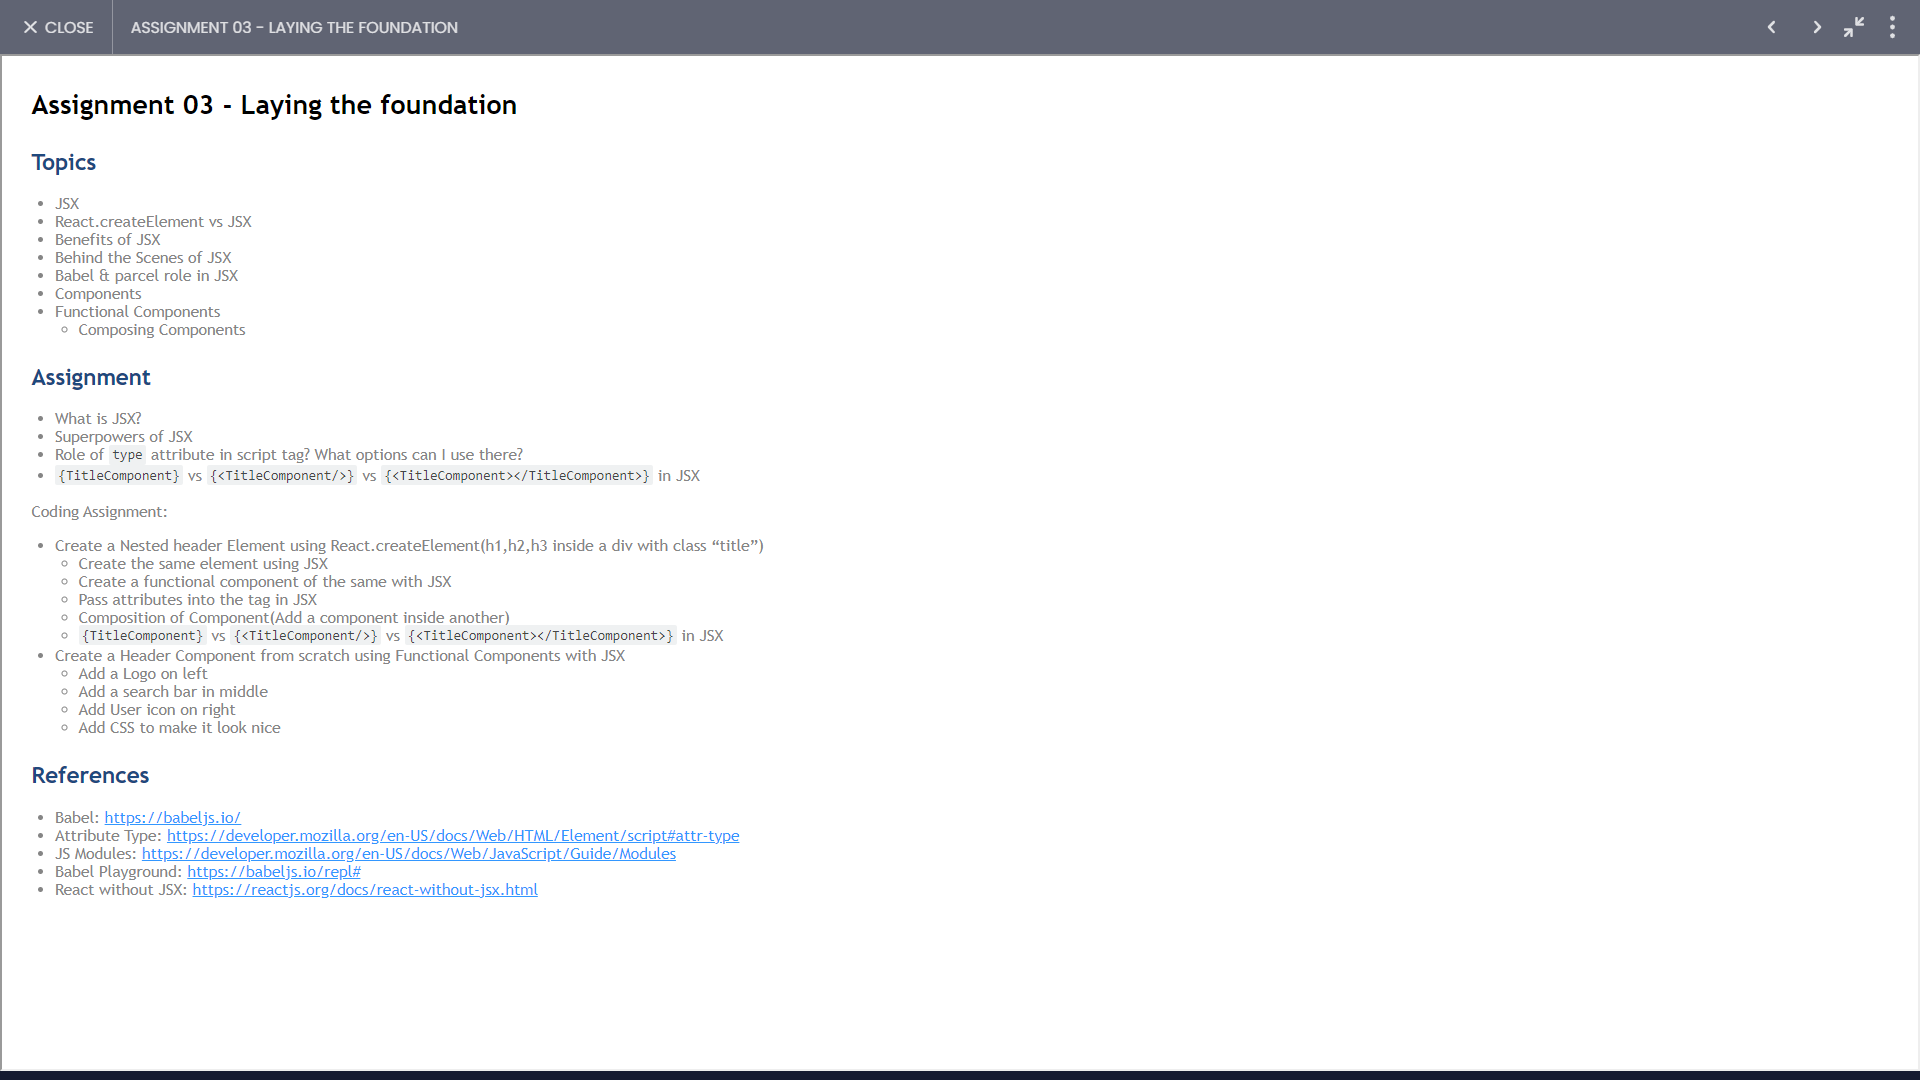 CLOSE
ASSIGNMENT 03 - LAYING THE FOUNDATION
Assignment 03 - Laying the foundation
Topics
JSX
React.createElement vs JSX
Benefits of JSX
Behind the Scenes of JSX
Babel & parcel role in JSX
Components
Functional Components
Composing Components
Assignment
What is JSX?
Superpowers of JSX
Role of type attribute in script tag? What options can I use there?
{TitleComponent} vs {<TitleComponent/>} vs {<TitleComponent></TitleComponent>} in JSX
Coding Assignment:
Create a Nested header Element using React.createElement(h1,h2,h3 inside a div with class “title”)
Create the same element using JSX
Create a functional component of the same with JSX
Pass attributes into the tag in JSX
Composition of Component(Add a component inside another)
{TitleComponent} vs {<TitleComponent/>} vs {<TitleComponent></TitleComponent>} in JSX
Create a Header Component from scratch using Functional Components with JSX
Add a Logo on left
Add a search bar in middle
Add User icon on right
Add CSS to make it look nice
References
Babel: https://babeljs.io/
Attribute Type: https://developer.mozilla.org/en-US/docs/Web/HTML/Element/script#attr-type
JS Modules: https://developer.mozilla.org/en-US/docs/Web/JavaScript/Guide/Modules
Babel Playground: https://babeljs.io/repl#
React without JSX: https://reactjs.org/docs/react-without-jsx.html